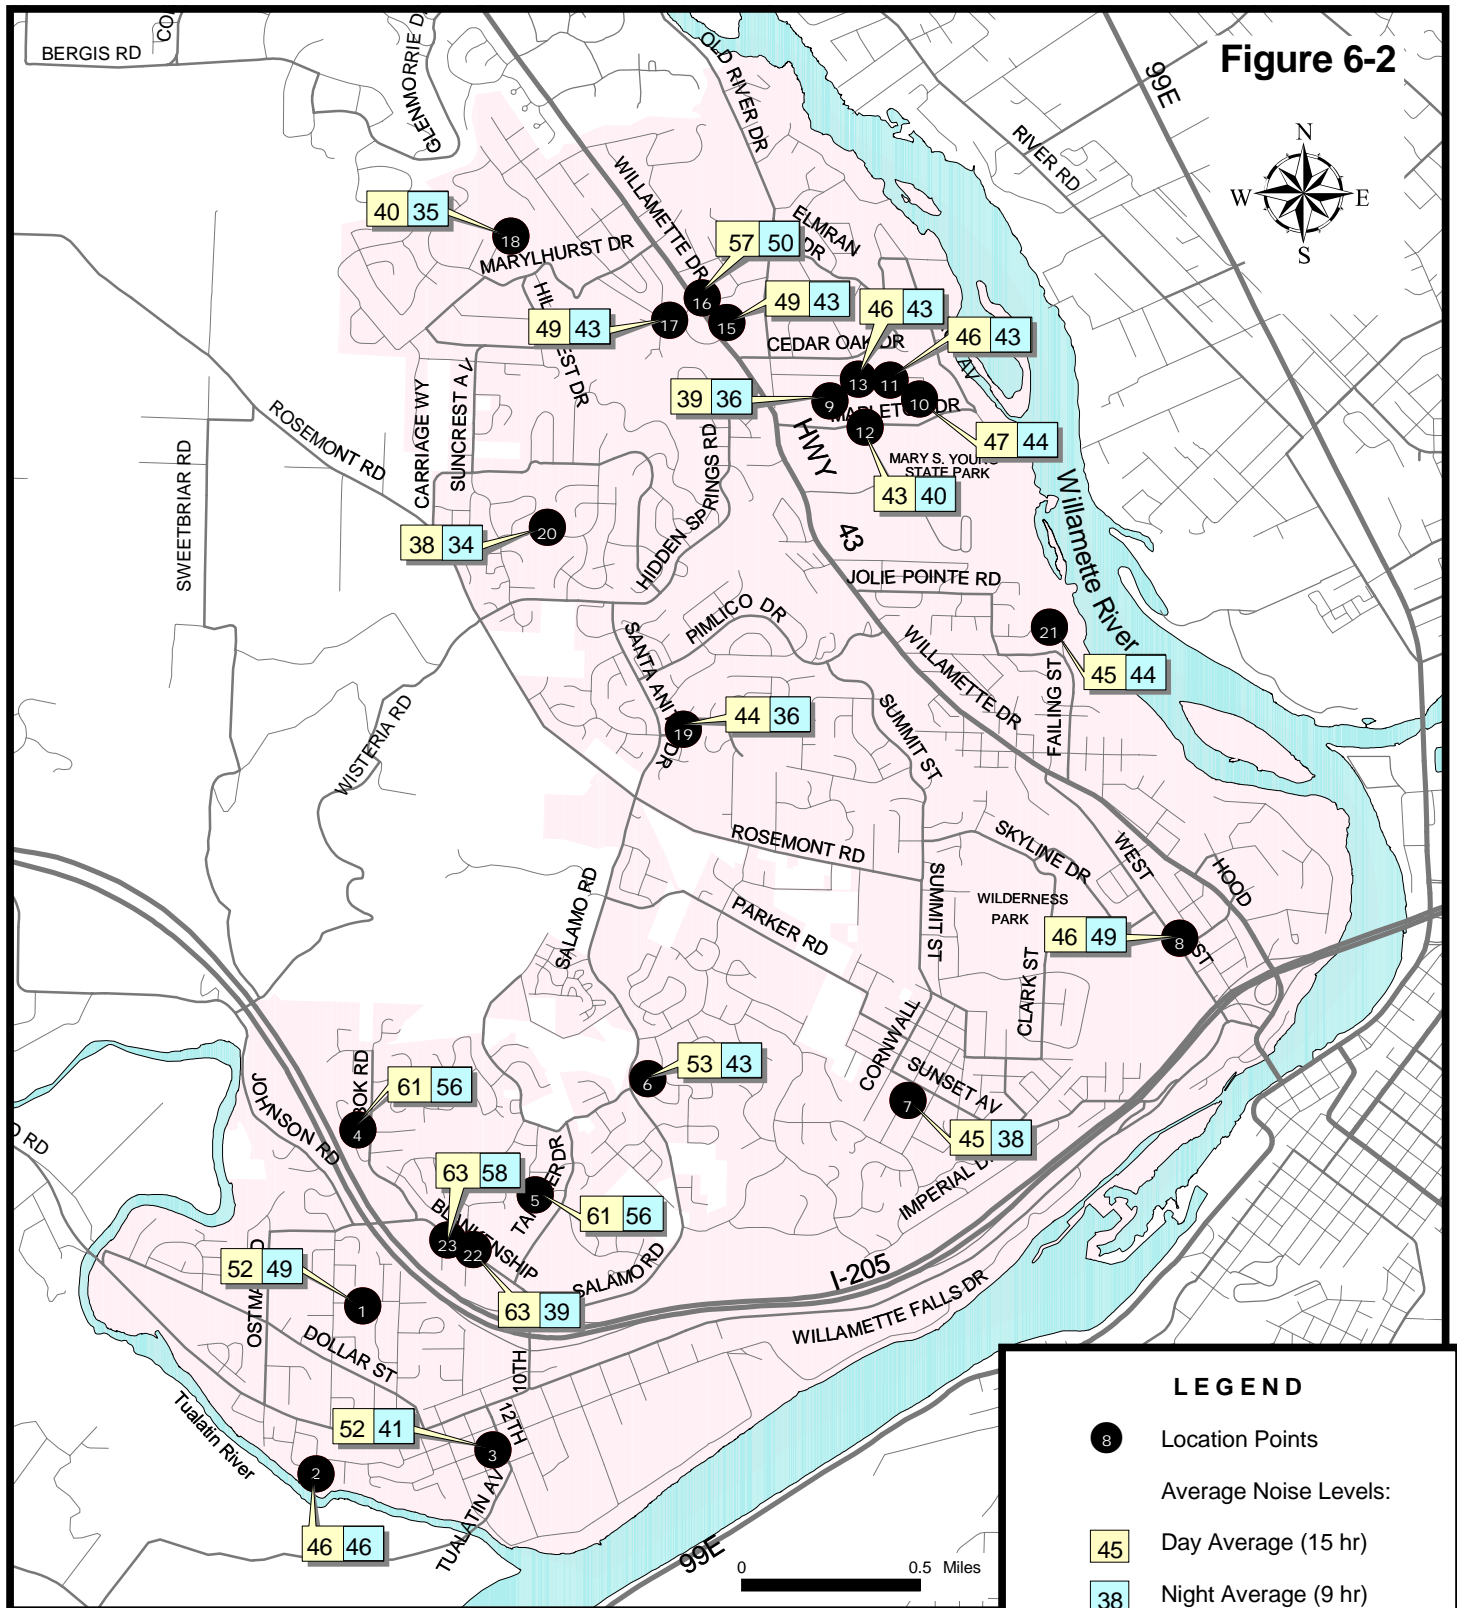 Figure 6-2
BERGIS RD
GLENMORRIE D
OLD RIVER DR
99E
RIVER RD
N
W
E
S
WILLAMETTE DR
ELMRAN
DR
40 35
18
MARYLHURST DR
57 50
16
49 43
15
49 43
17
46 43
13
46 43
11
CEDAR OAK DR
AV
EST DR
39 36
9
10
12
47 44
MARY S. YOUNG
STATE PARK
43 40
HWY
43
ROSEMONT RD
CARRIAGE WY
SUNCREST AV
SWEETBRIAR RD
HIDDEN SPRINGS RD
38 34
20
Willamette River
JOLIE POINTE RD
PIMLICO DR
SANTA ANI
DR
21
45 44
WILLAMETTE DR
FAILING ST
44 36
19
SUMMIT ST
WISTERIA RD
ROSEMONT RD
SKYLINE DR
WEST
HOOD
ST
SALAMO RD
PARKER RD
SUMMIT ST
WILDERNESS
PARK
46 49
8
CLARK ST
CORNWALL
SUNSET AV
53 43
6
7
45 38
IMPERIAL D
BOK RD
61 56
4
JOHNSON RD
D RD
63 58
23
22
5
61 56
BL
NSHIP
SALAMO RD
63 39
I-205
WILLAMETTE FALLS DR
52 49
1
DOLLAR ST
10TH
12TH
52 41
3
Tualatin River
2
46 46
TUALATIN AV
99E
0 0.5 Miles
LEGEND
8 Location Points
Average Noise Levels:
45 Day Average (15 hr)
38 Night Average (9 hr)